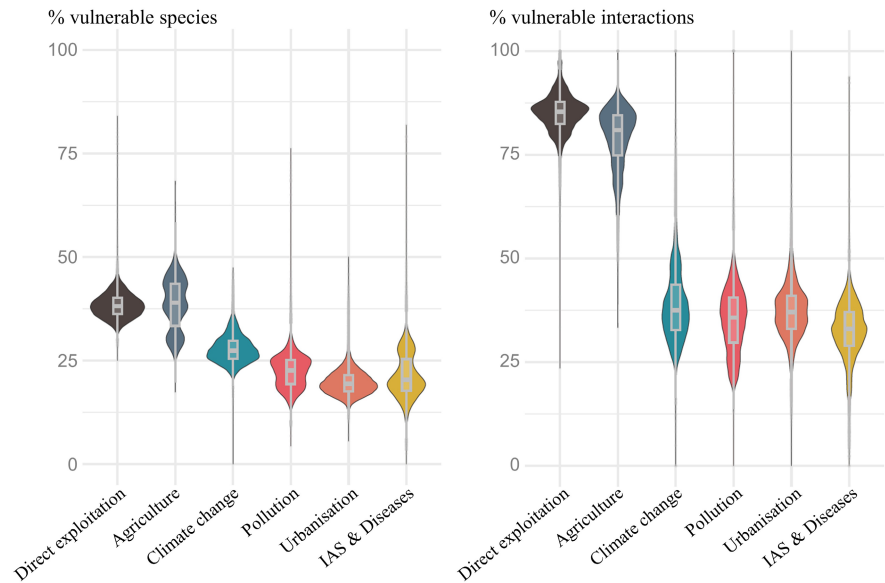 % vulnerable species
100
75
50
25
0
Direct exploitation
Agriculture
Climate change
Pollution
Urbanisation
IAS & Diseases
% vulnerable interactions
100
75
50
25
0
Direct exploitation
Agriculture
Climate change
Pollution
Urbanisation
IAS & Diseases